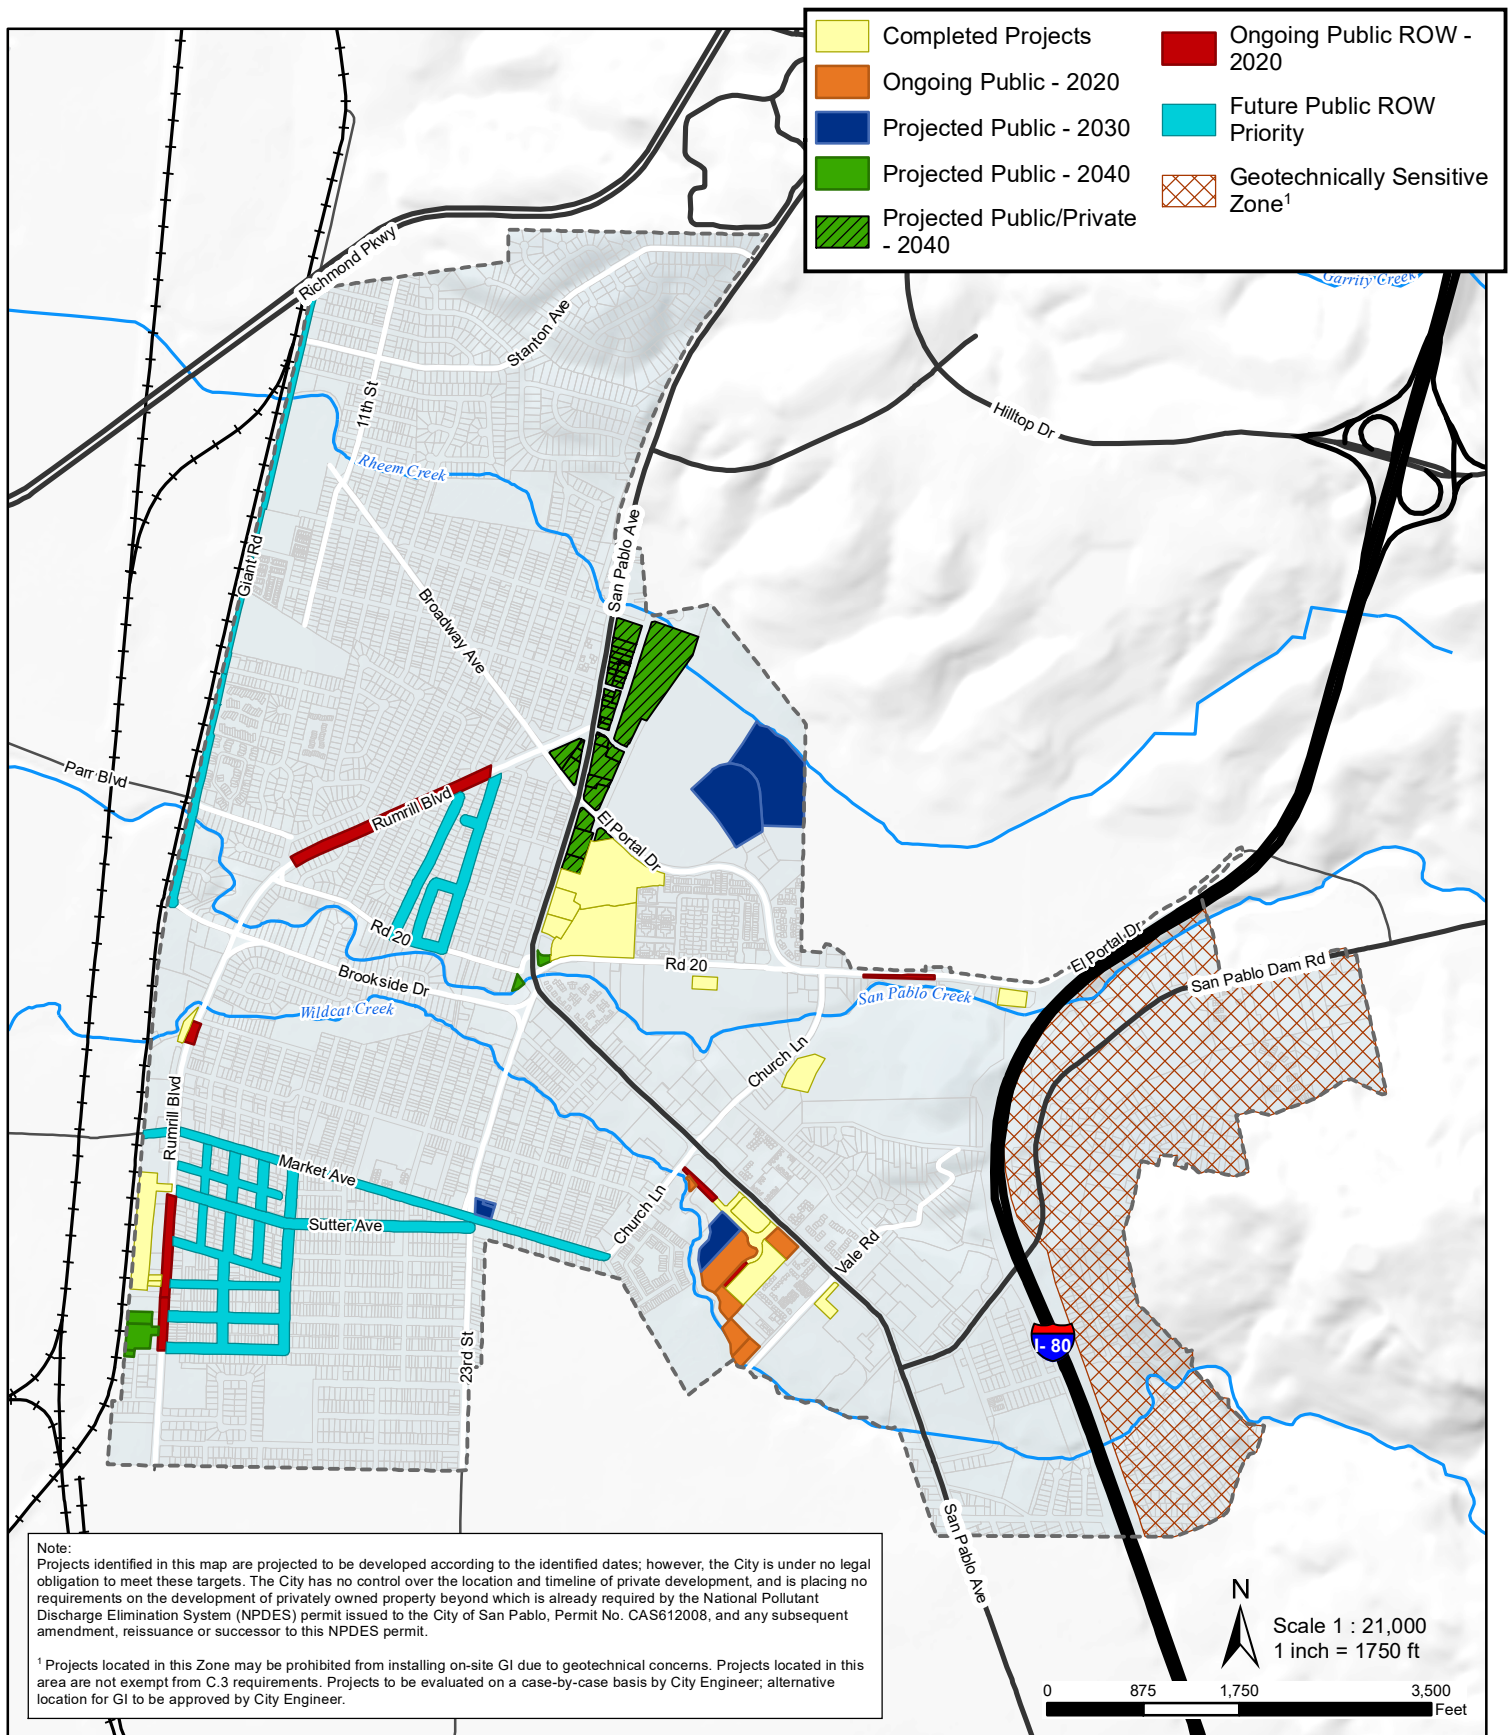 Completed Projects
Ongoing Public - 2020
Projected Public - 2030
Projected Public - 2040
Projected Public/Private
- 2040
Ongoing Public ROW -
2020
Future Public ROW
Priority
Geotechnically Sensitive
Zone¹
Garrity Creek
Richmond Pkwy
Stanton Ave
11th St
Hilltop Dr
Rheem Creek
San Pablo Ave
Giant Rd
Broadway Ave
Parr Blvd
Rumrill Blvd
El Portal Dr
Rd 20
Brookside Dr
Rd 20
El Portal Dr
San Pablo Dam Rd
San Pablo Creek
Wildcat Creek
Church Ln
Rumrill Blvd
Market Ave
Sutter Ave
Church Ln
Vale Rd
23rd St
I- 80
San Pablo Ave
Note:
Projects identified in this map are projected to be developed according to the identified dates; however, the City is under no legal
obligation to meet these targets. The City has no control over the location and timeline of private development, and is placing no
requirements on the development of privately owned property beyond which is already required by the National Pollutant
Discharge Elimination System (NPDES) permit issued to the City of San Pablo, Permit No. CAS612008, and any subsequent
amendment, reissuance or successor to this NPDES permit.
¹ Projects located in this Zone may be prohibited from installing on-site GI due to geotechnical concerns. Projects located in this
area are not exempt from C.3 requirements. Projects to be evaluated on a case-by-case basis by City Engineer; alternative
location for GI to be approved by City Engineer.
N
Scale 1 : 21,000
1 inch = 1750 ft
0 875 1,750 3,500
Feet